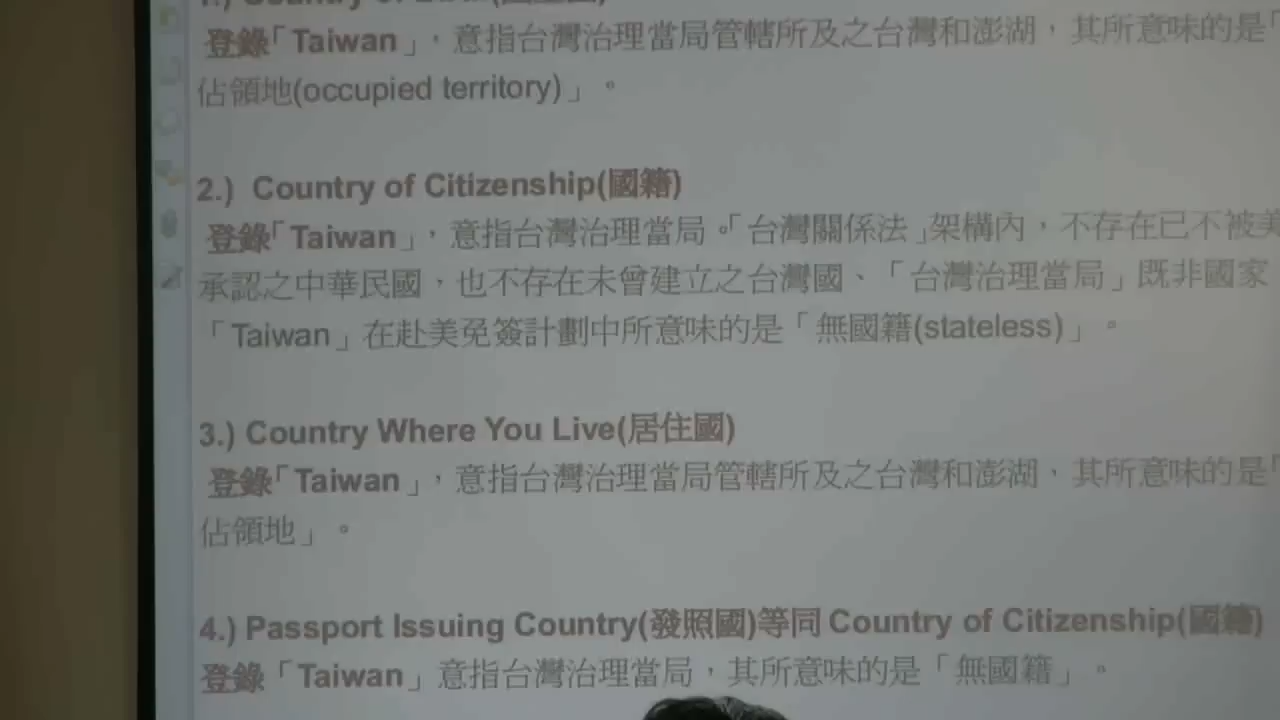 登錄「Taiwan」，意指台灣治理當局管轄所及之台灣和澎湖，其所意味的是「
佔領地(occupied territory)」。
2.) Country of Citizenship(國籍)
登錄「Taiwan」，意指台灣治理當局。「台灣關係法」架構內，不存在已不被美
承認之中華民國，也不存在未曾建立之台灣國、「台灣治理當局」既非國家
「Taiwan」在赴美免簽計劃中所意味的是「無國籍(stateless)」。
3.) Country Where You Live(居住國)
登錄「Taiwan」，意指台灣治理當局管轄所及之台灣和澎湖，其所意味的是「
佔領地」。
4.) Passport Issuing Country(發照國)等同 Country of Citizenship(國籍)
登錄「Taiwan」意指台灣治理當局，其所意味的是「無國籍」。